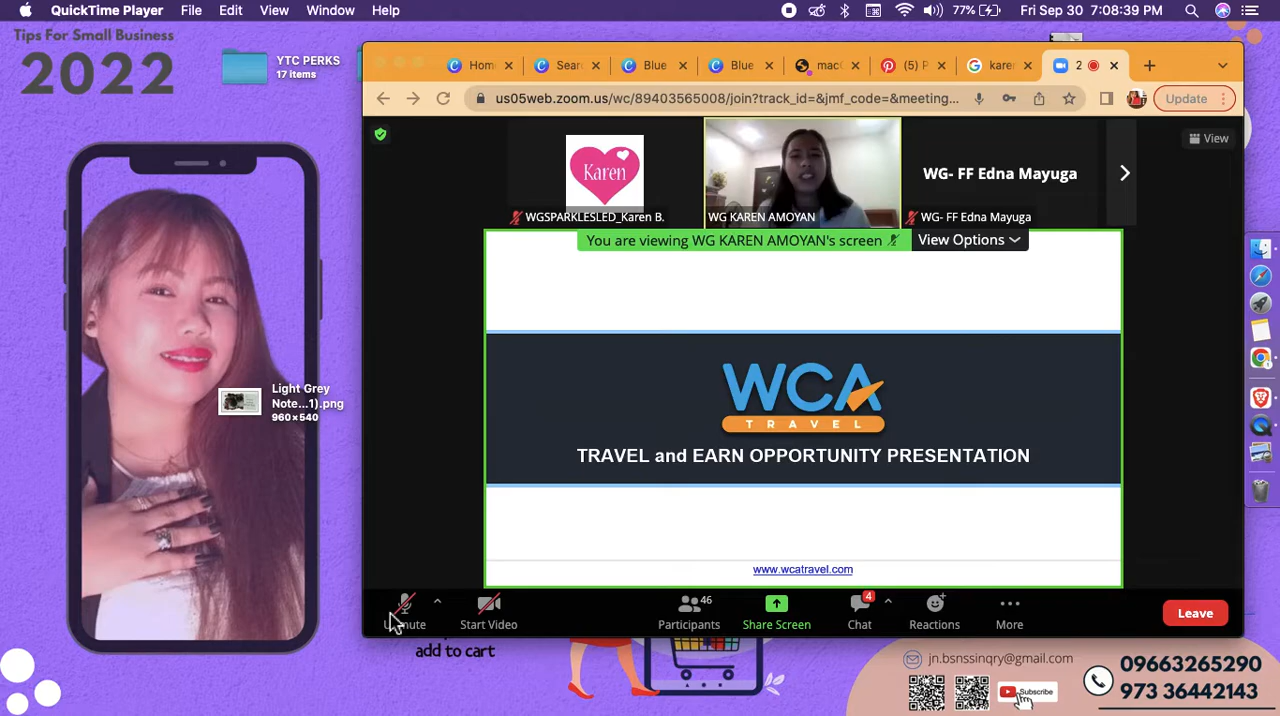 QuickTime Player File Edit View Window Help
77% Fri Sep 30 7:08:39 PM
Tips For Small Business
2022
YTC PERKS
17 items
Home
Sear
Blue
Blue
mac
(5) P
karer
2
us05web.zoom.us/wc/89403565008/join?track_id=&jmf_code=&meeting...
Update
View
Karen
WG- FF Edna Mayuga
WGSPARKLESLED_Karen B.
WG KAREN AMOYAN
WG- FF Edna Mayuga
You are viewing WG KAREN AMOYAN's screen
View Options
Light Grey
Note...1).png
960×540
WCA
TRAVEL
TRAVEL and EARN OPPORTUNITY PRESENTATION
www.wcatravel.com
46
4
Unmute
Start Video
Participants
Share Screen
Chat
Reactions
More
Leave
add to cart
jn.bsnssinqry@gmail.com
09663265290
973 36442143
Subscribe